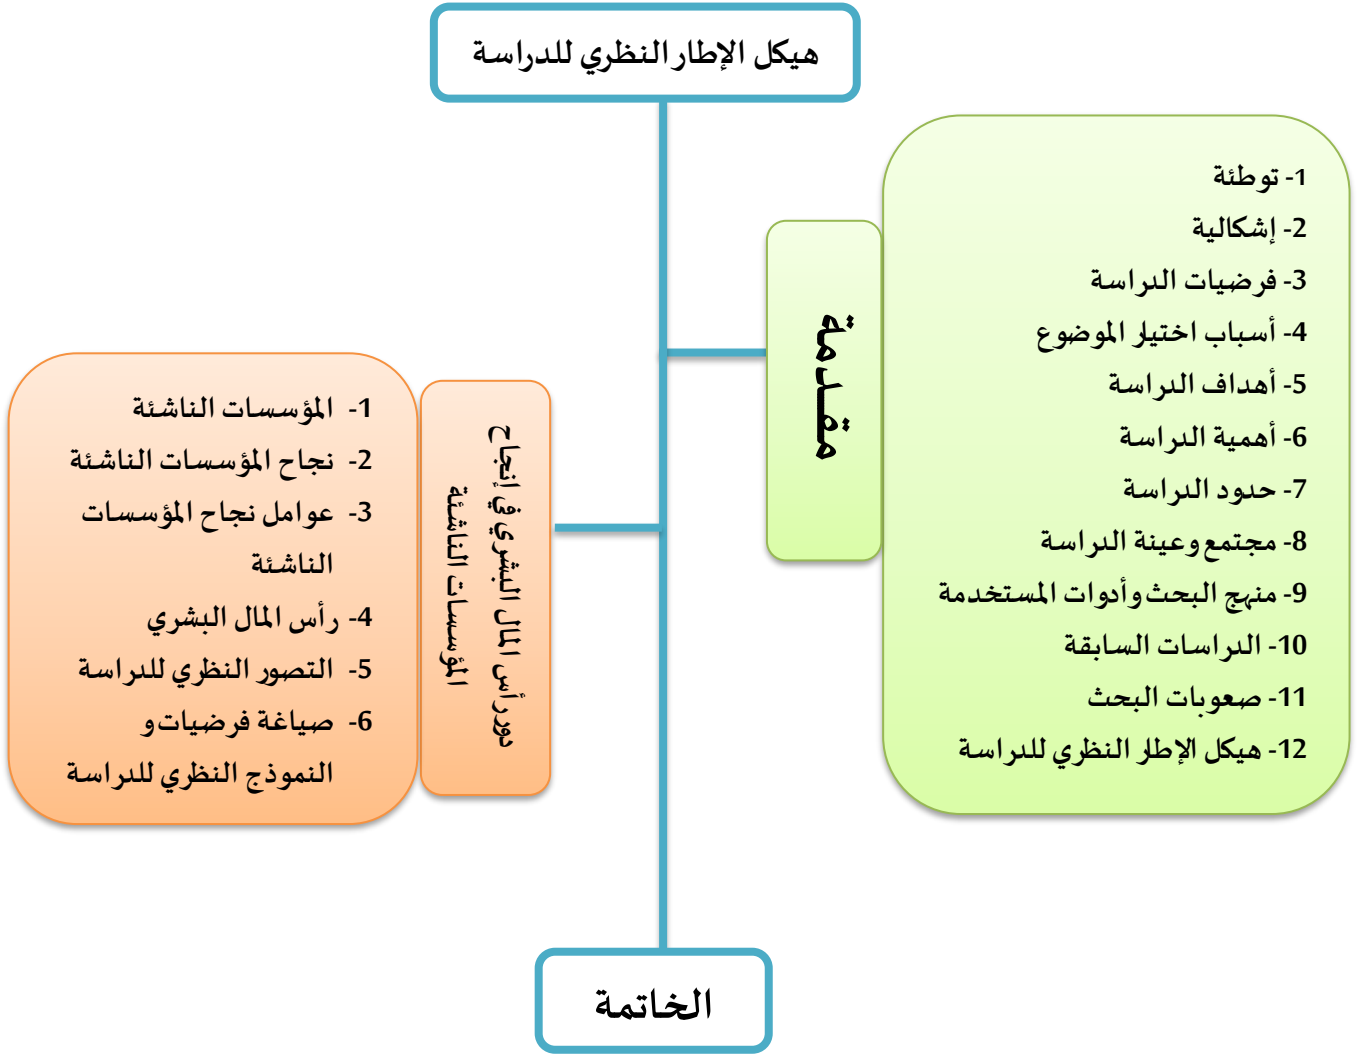 هيكل الإطار النظري للدراسة
مقدمة
1- توطئة
2- إشكالية
3- فرضيات الدراسة
4- أسباب اختيار الموضوع
5- أهداف الدراسة
6- أهمية الدراسة
7- حدود الدراسة
8- مجتمع وعينة الدراسة
9- منهج البحث وأدوات المستخدمة
10- الدراسات السابقة
11- صعوبات البحث
12- هيكل الإطار النظري للدراسة
دور رأس المال البشري في إنجاح
المؤسسات الناشئة
1- المؤسسات الناشئة
2- نجاح المؤسسات الناشئة
3- عوامل نجاح المؤسسات
الناشئة
4- رأس المال البشري
5- التصور النظري للدراسة
6- صياغة فرضيات و
النموذج النظري للدراسة
الخاتمة